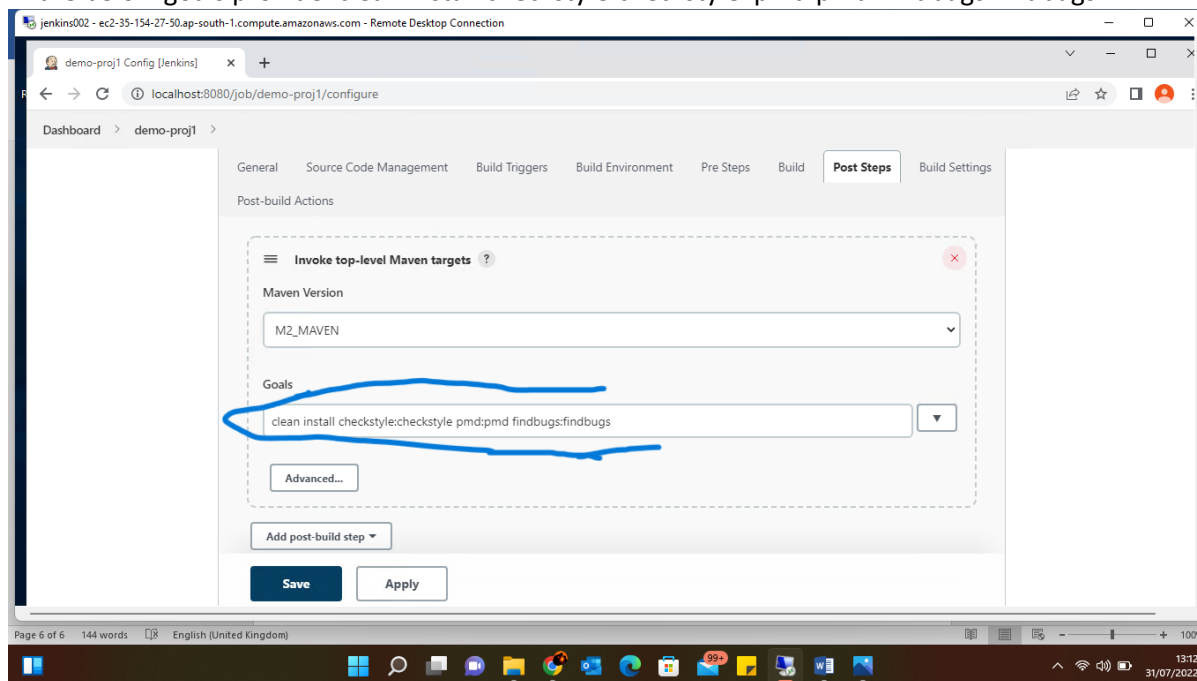 jenkins002 - ec2-35-154-27-50.ap-south-1.compute.amazonaws.com - Remote Desktop Connection
demo-proj1 Config [Jenkins]
localhost:8080/job/demo-proj1/configure
Dashboard > demo-proj1 >
General Source Code Management Build Triggers Build Environment Pre Steps Build Post Steps Build Settings
Post-build Actions
Invoke top-level Maven targets ?
Maven Version
M2_MAVEN
Goals
clean install checkstyle:checkstyle pmd:pmd findbugs:findbugs
Advanced...
Add post-build step
Save Apply
Page 6 of 6 144 words English (United Kingdom)
99+
13:12
31/07/2022